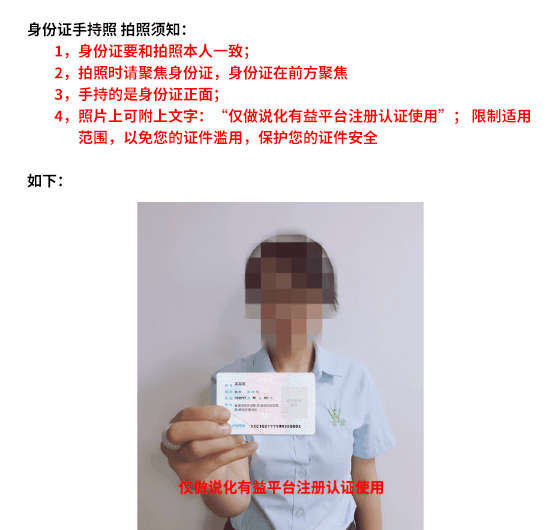 身份证手持照 拍照须知：
1，身份证要和拍照本人一致；
2，拍照时请聚焦身份证，身份证在前方聚焦
3，手持的是身份证正面；
4，照片上可附上文字：“仅做说化有益平台注册认证使用”； 限制适用
范围，以免您的证件滥用，保护您的证件安全
如下：
仅做说化有益平台注册认证使用